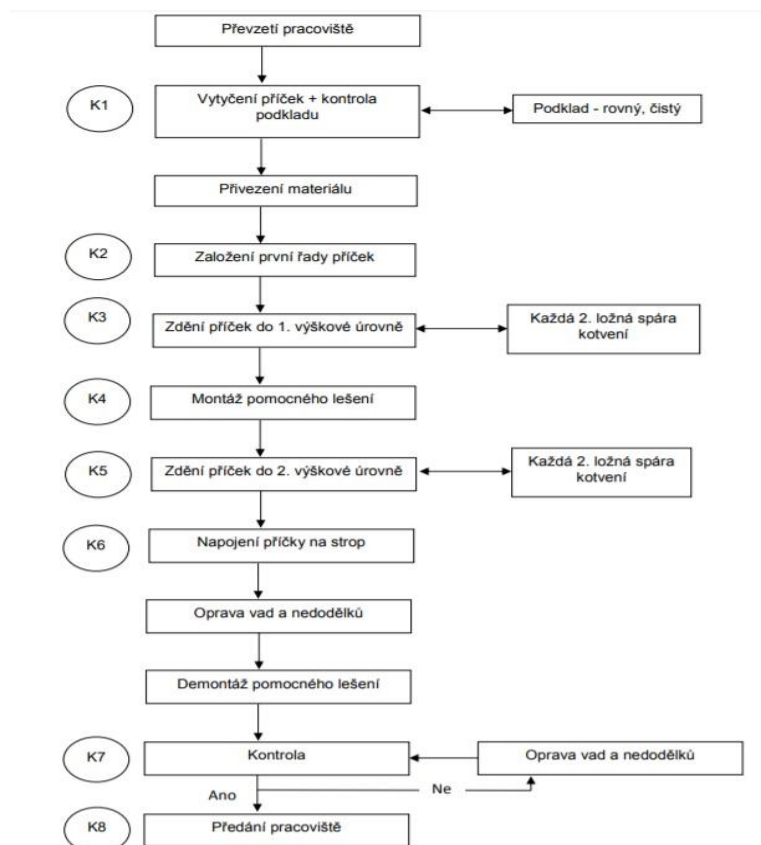 Převzetí pracoviště
K1
Vytyčení příček + kontrola
podkladu
Podklad - rovný, čistý
Přivezení materiálu
K2
Založení první řady příček
K3
Zdění příček do 1. výškové úrovně
Každá 2. ložná spára
kotvení
K4
Montáž pomocného lešení
K5
Zdění příček do 2. výškové úrovně
Každá 2. ložná spára
kotvení
K6
Napojení příčky na strop
Oprava vad a nedodělků
Demontáž pomocného lešení
K7
Kontrola
Oprava vad a nedodělků
Ano
Ne
K8
Předání pracoviště